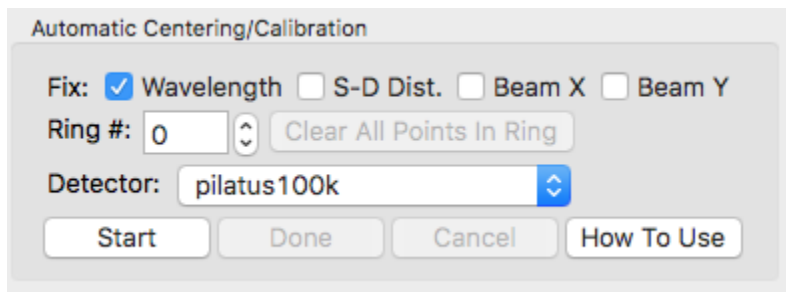 Automatic Centering/Calibration
Fix: Wavelength S-D Dist. Beam X Beam Y
Ring #: 0 Clear All Points In Ring
Detector: pilatus100k
Start Done Cancel How To Use